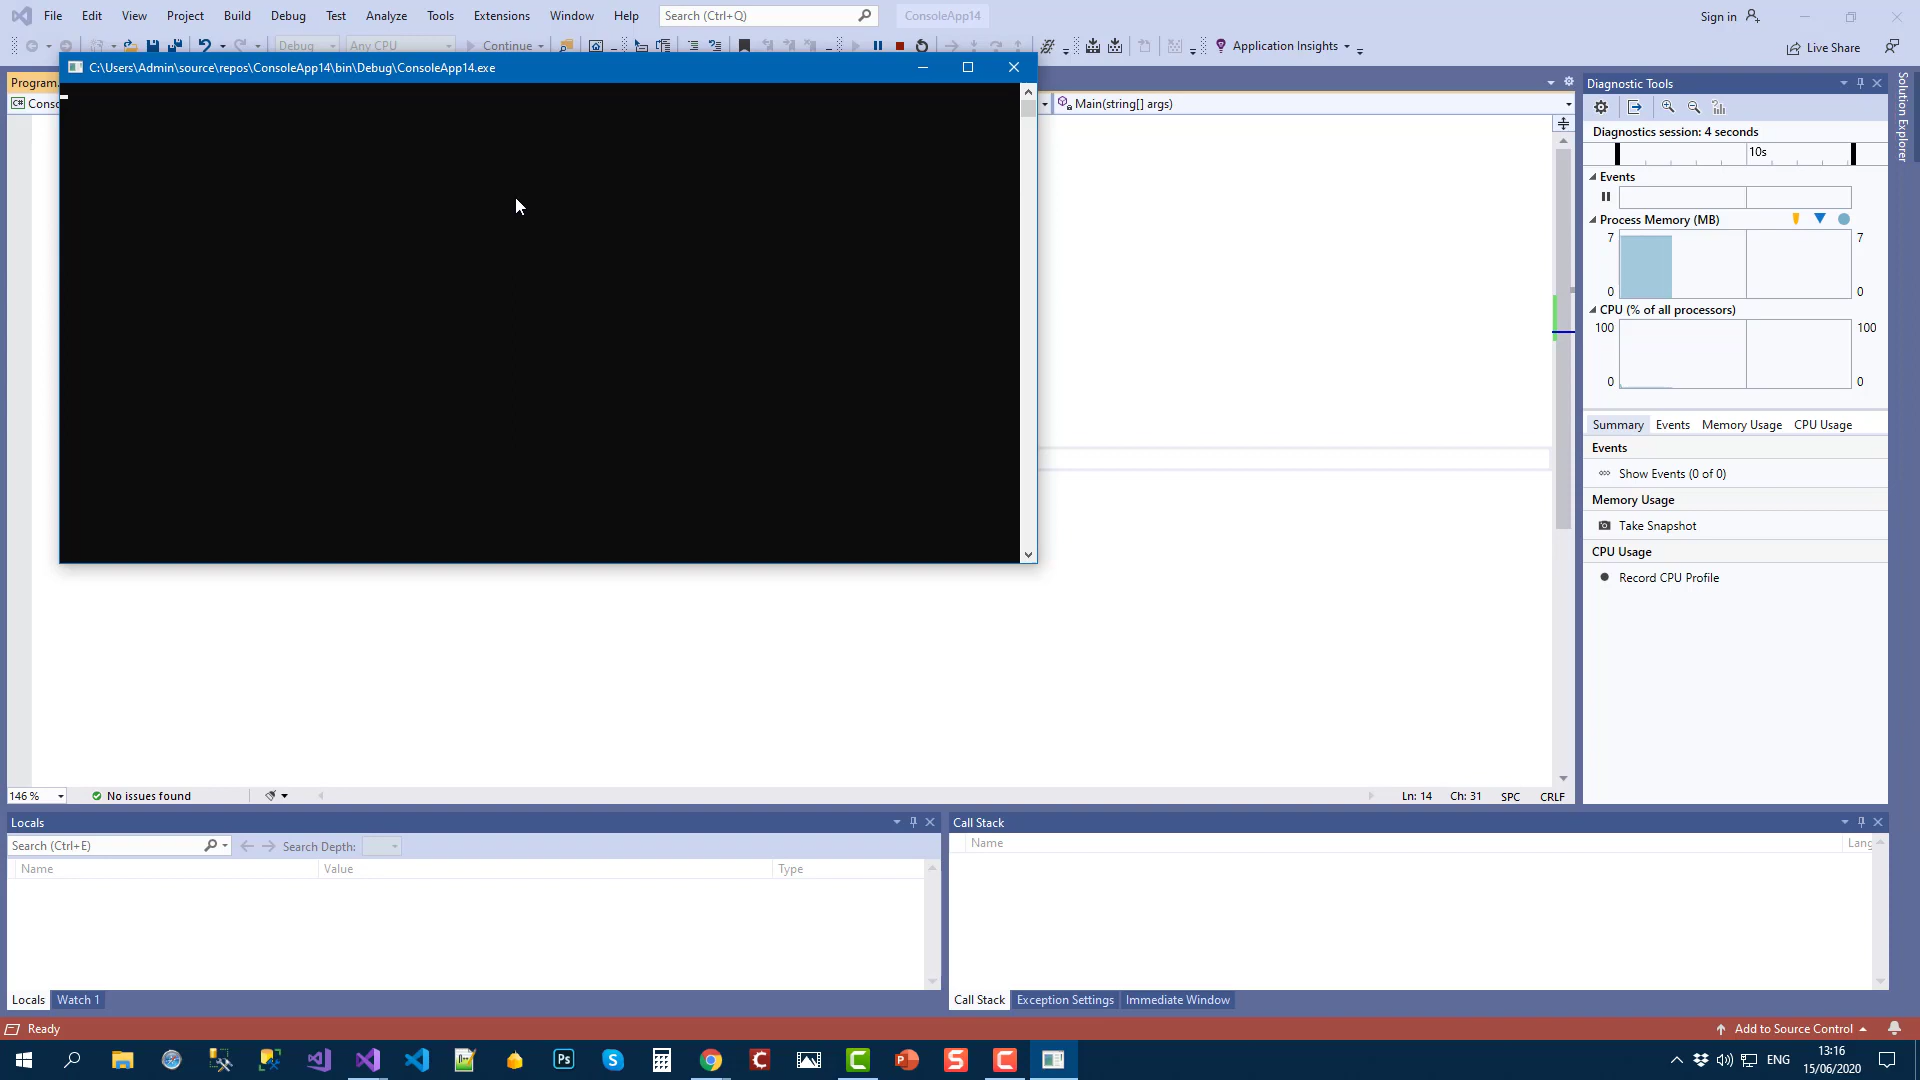 File Edit View Project Build Debug Test Analyze Tools Extensions Window Help Search (Ctrl+Q) ConsoleApp14 Sign in
Debug Any CPU Continue Application Insights Live Share
C:\Users\Admin\source\repos\ConsoleApp14\bin\Debug\ConsoleApp14.exe
Program.
C# Conso
Main(string[] args)
Diagnostic Tools
Solution Explorer
Diagnostics session: 4 seconds
10s
Events
Process Memory (MB)
7 7
0 0
CPU (% of all processors)
100 100
0 0
Summary Events Memory Usage CPU Usage
Events
Show Events (0 of 0)
Memory Usage
Take Snapshot
CPU Usage
Record CPU Profile
146 % No issues found Ln: 14 Ch: 31 SPC CRLF
Locals
Search (Ctrl+E) Search Depth:
Name Value Type
Locals Watch 1
Call Stack
Name Lang
Call Stack Exception Settings Immediate Window
Ready Add to Source Control
Ps
ENG
13:16
15/06/2020